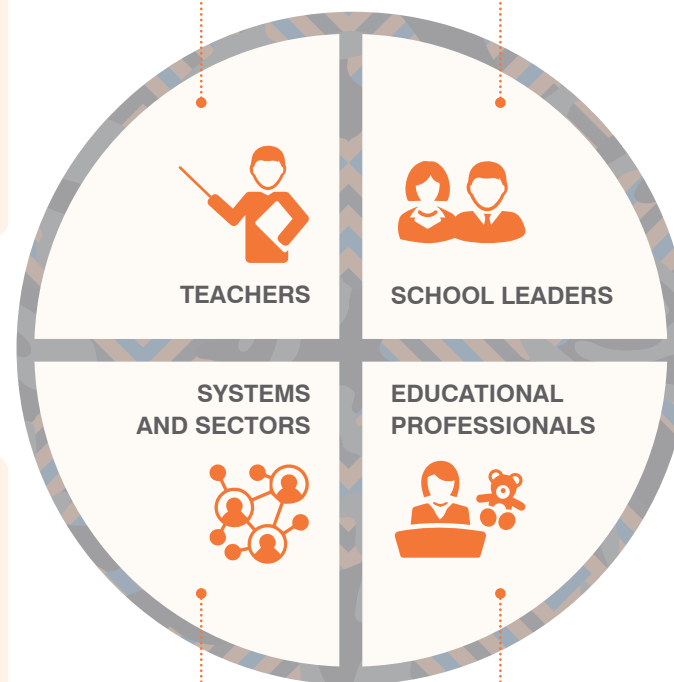 TEACHERS
SCHOOL LEADERS
SYSTEMS
AND SECTORS
EDUCATIONAL
PROFESSIONALS